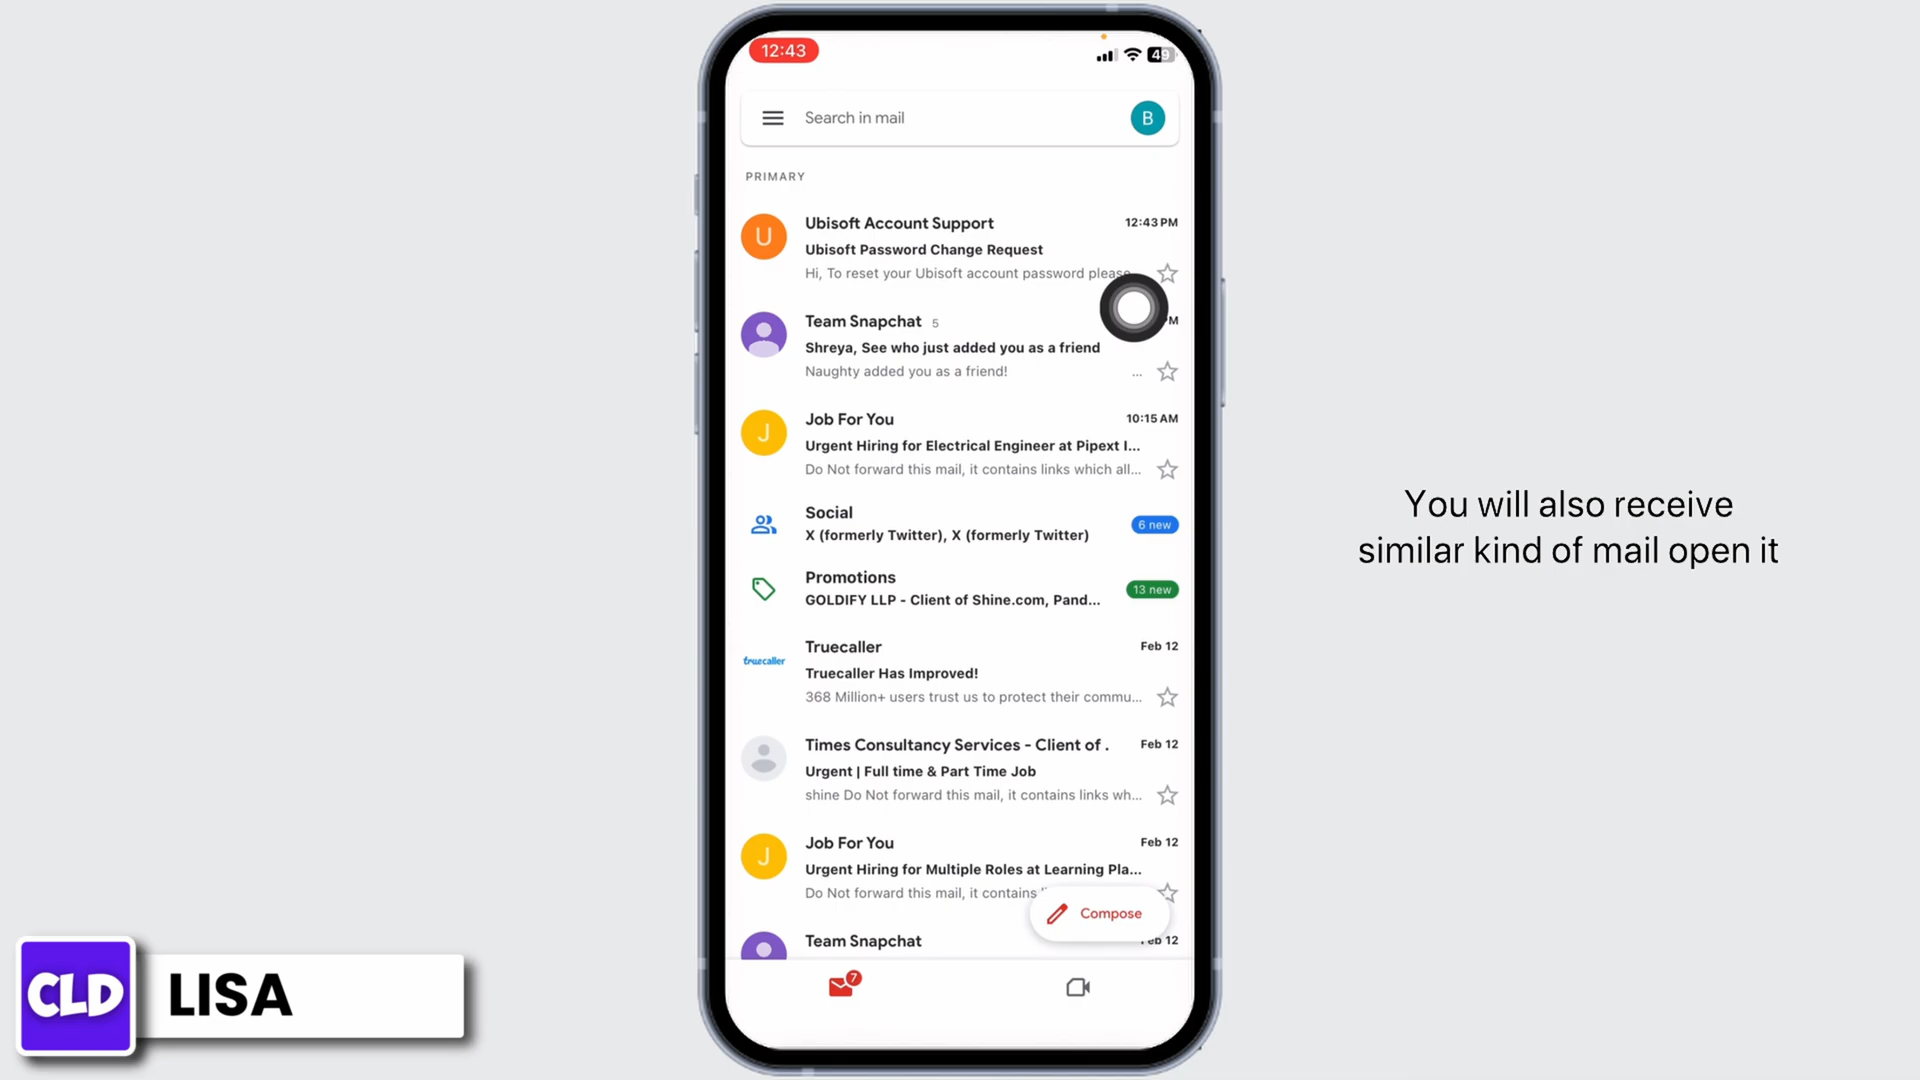 12:43
49
Search in mail
B
PRIMARY
U
Ubisoft Account Support
12:43 PM
Ubisoft Password Change Request
Hi, To reset your Ubisoft account password please...
Team Snapchat 5
M
Shreya, See who just added you as a friend
Naughty added you as a friend!
...
J
Job For You
10:15 AM
Urgent Hiring for Electrical Engineer at Pipext I...
Do Not forward this mail, it contains links which all...
Social
X (formerly Twitter), X (formerly Twitter)
6 new
Promotions
GOLDIFY LLP - Client of Shine.com, Pand...
13 new
truecaller
Truecaller
Feb 12
Truecaller Has Improved!
368 Million+ users trust us to protect their commu...
Times Consultancy Services - Client of .
Feb 12
Urgent | Full time & Part Time Job
shine Do Not forward this mail, it contains links wh...
J
Job For You
Feb 12
Urgent Hiring for Multiple Roles at Learning Pla...
Do Not forward this mail, it contains
Compose
Team Snapchat
Feb 12
7
You will also receive
similar kind of mail open it
CLD
LISA